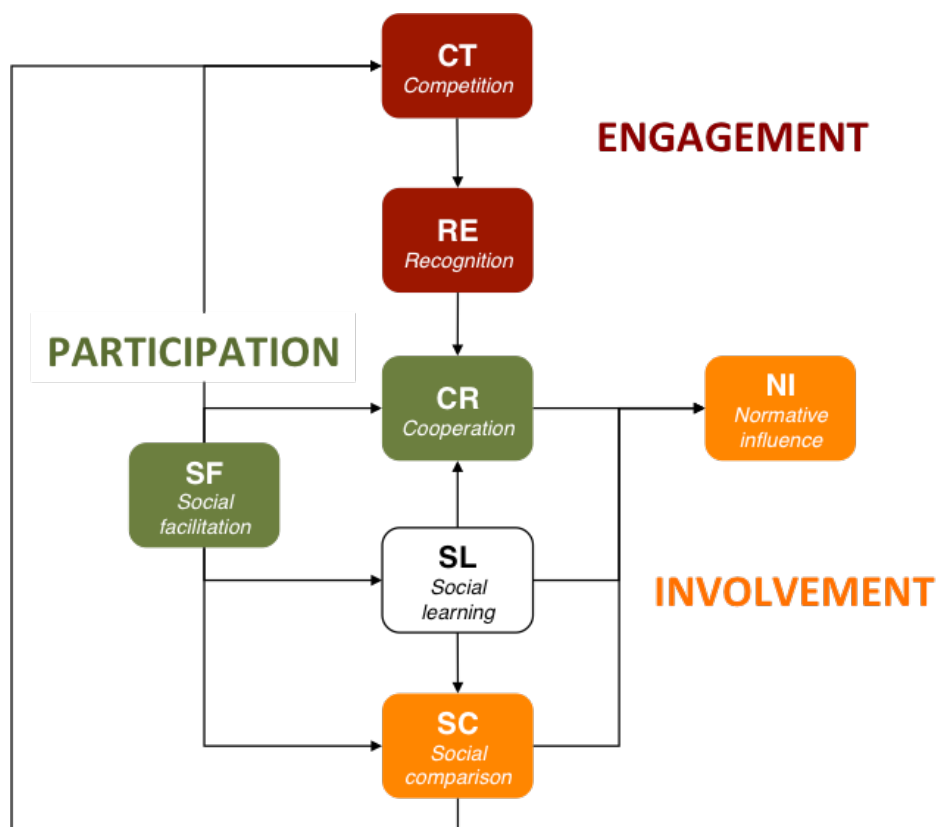 CT
Competition
ENGAGEMENT
RE
Recognition
PARTICIPATION
CR
Cooperation
NI
Normative
influence
SF
Social
facilitation
SL
Social
learning
INVOLVEMENT
SC
Social
comparison